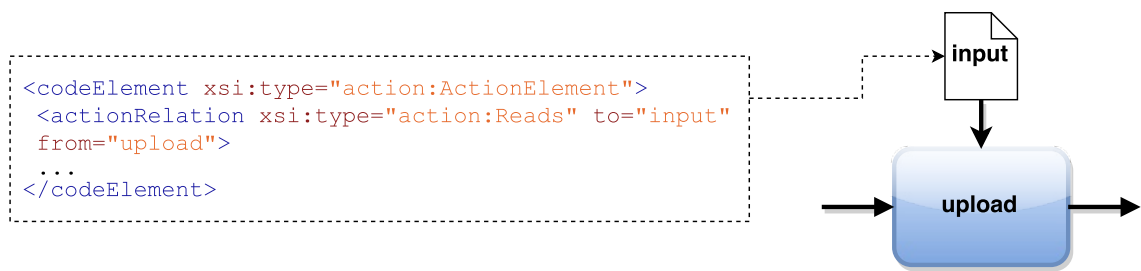 <codeElement xsi:type="action:ActionElement">
<actionRelation xsi:type="action:Reads" to="input"
from="upload">
...
</codeElement>
input
upload